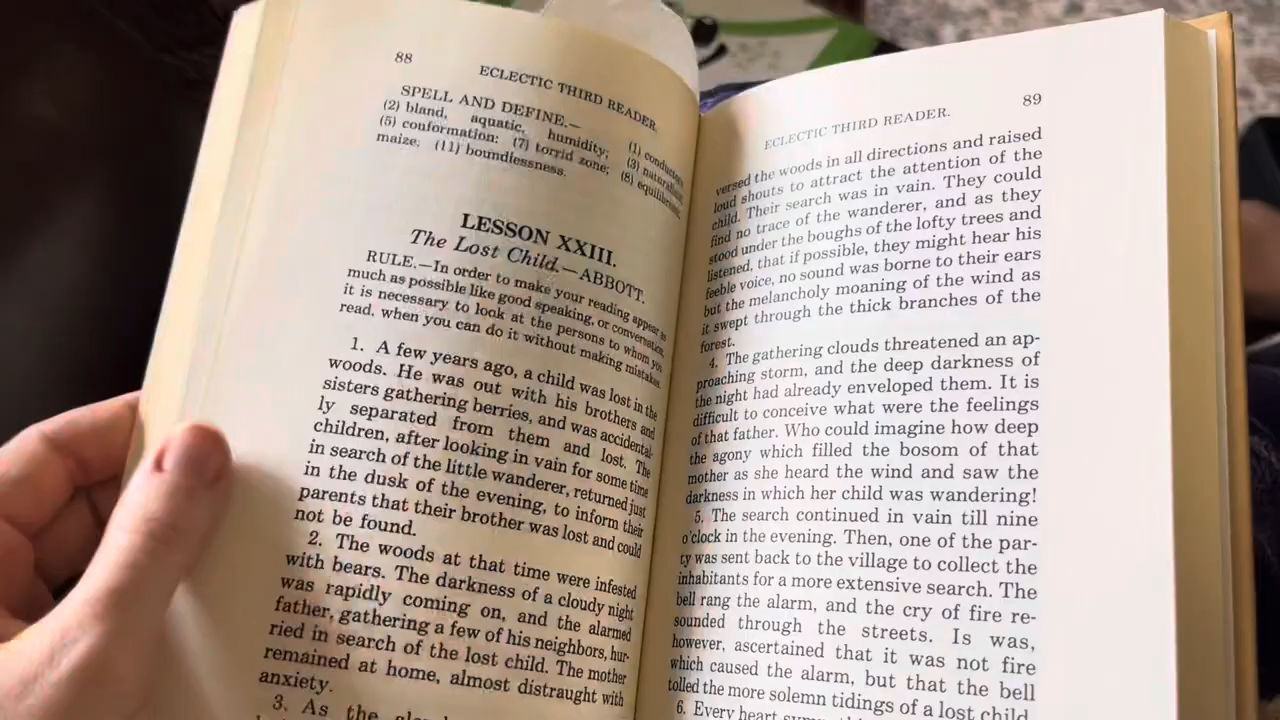 88
ECLECTIC THIRD READER.
SPELL AND DEFINE.— (1)
(2) bland, aquatic, humidity; (3)
(5) conformation: (7) torrid zone; (8)
maize: (11) boundlessness.
LESSON XXIII.
The Lost Child.—ABBOTT.
RULE.—In order to make your reading appear as
much as possible like good speaking, or conversation,
it is necessary to look at the persons to whom you
read, when you can do it without making mistakes.
1. A few years ago, a child was lost in the
woods. He was out with his brothers and
sisters gathering berries, and was accidental-
ly separated from them and lost. The
children, after looking in vain for some time
in search of the little wanderer, returned just
in the dusk of the evening, to inform their
parents that their brother was lost and could
not be found.
2. The woods at that time were infested
with bears. The darkness of a cloudy night
was rapidly coming on, and the alarmed
father, gathering a few of his neighbors, hur-
ried in search of the lost child. The mother
remained at home, almost distraught with
anxiety.
3. As the
89
ECLECTIC THIRD READER.
versed the woods in all directions and raised
loud shouts to attract the attention of the
child. Their search was in vain. They could
find no trace of the wanderer, and as they
stood under the boughs of the lofty trees and
listened, that if possible, they might hear his
feeble voice, no sound was borne to their ears
but the melancholy moaning of the wind as
it swept through the thick branches of the
forest.
4. The gathering clouds threatened an ap-
proaching storm, and the deep darkness of
the night had already enveloped them. It is
difficult to conceive what were the feelings
of that father. Who could imagine how deep
the agony which filled the bosom of that
mother as she heard the wind and saw the
darkness in which her child was wandering!
5. The search continued in vain till nine
o'clock in the evening. Then, one of the par-
ty was sent back to the village to collect the
inhabitants for a more extensive search. The
bell rang the alarm, and the cry of fire re-
sounded through the streets. Is was,
however, ascertained that it was not fire
which caused the alarm, but that the bell
tolled the more solemn tidings of a lost child.
6. Every heart